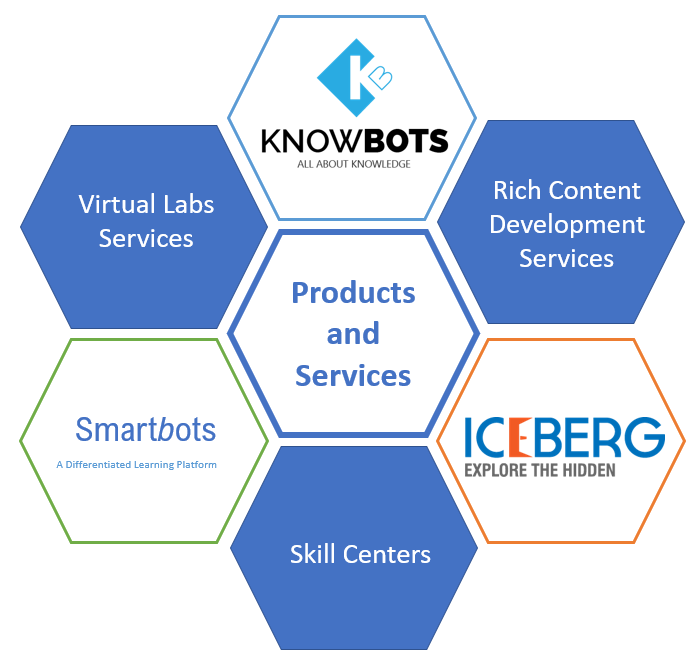 KB
KNOWBOTS
ALL ABOUT KNOWLEDGE
Virtual Labs
Services
Rich Content
Development
Services
Products
and
Services
Smartbots
A Differentiated Learning Platform
ICEBERG
EXPLORE THE HIDDEN
Skill Centers